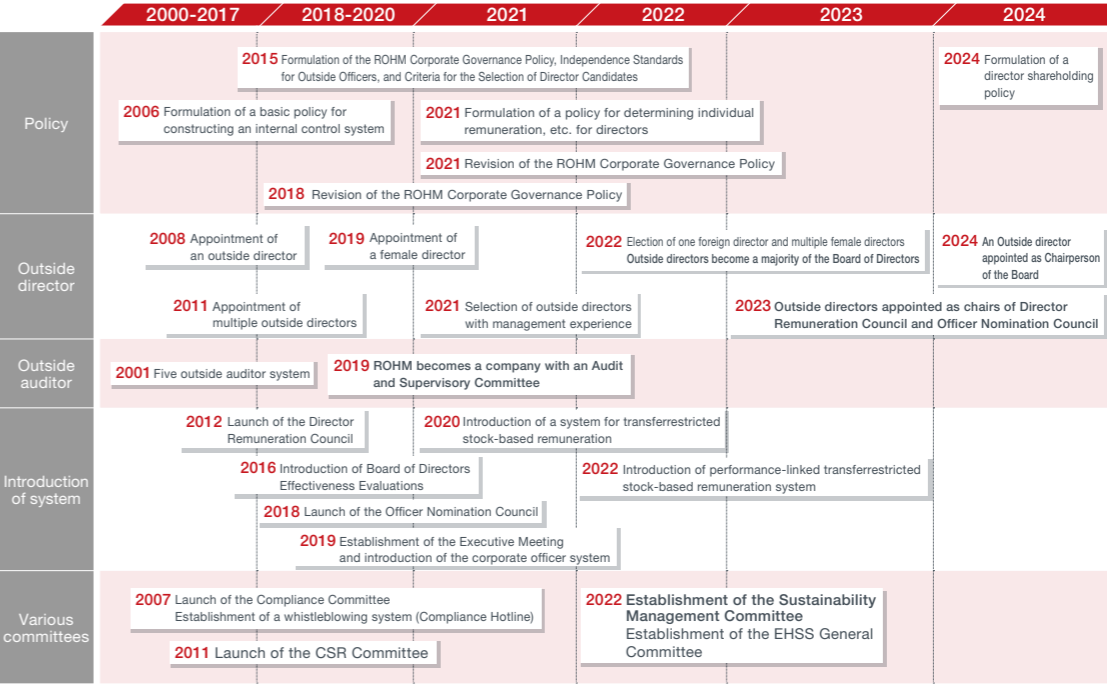 2000-2017
2018-2020
2021
2022
2023
2024
Policy
2015 Formulation of the ROHM Corporate Governance Policy, Independence Standards
for Outside Officers, and Criteria for the Selection of Director Candidates
2024 Formulation of a
director shareholding
policy
2006 Formulation of a basic policy for
constructing an internal control system
2021 Formulation of a policy for determining individual
remuneration, etc. for directors
2021 Revision of the ROHM Corporate Governance Policy
2018 Revision of the ROHM Corporate Governance Policy
Outside
director
2008 Appointment of
an outside director
2019 Appointment of
a female director
2022 Election of one foreign director and multiple female directors
Outside directors become a majority of the Board of Directors
2024 An Outside director
appointed as Chairperson
of the Board
2011 Appointment of
multiple outside directors
2021 Selection of outside directors
with management experience
2023 Outside directors appointed as chairs of Director
Remuneration Council and Officer Nomination Council
Outside
auditor
2001 Five outside auditor system
2019 ROHM becomes a company with an Audit
and Supervisory Committee
Introduction
of system
2012 Launch of the Director
Remuneration Council
2020 Introduction of a system for transferrestricted
stock-based remuneration
2016 Introduction of Board of Directors
Effectiveness Evaluations
2022 Introduction of performance-linked transferrestricted
stock-based remuneration system
2018 Launch of the Officer Nomination Council
2019 Establishment of the Executive Meeting
and introduction of the corporate officer system
Various
committees
2007 Launch of the Compliance Committee
Establishment of a whistleblowing system (Compliance Hotline)
2022 Establishment of the Sustainability
Management Committee
Establishment of the EHSS General
Committee
2011 Launch of the CSR Committee